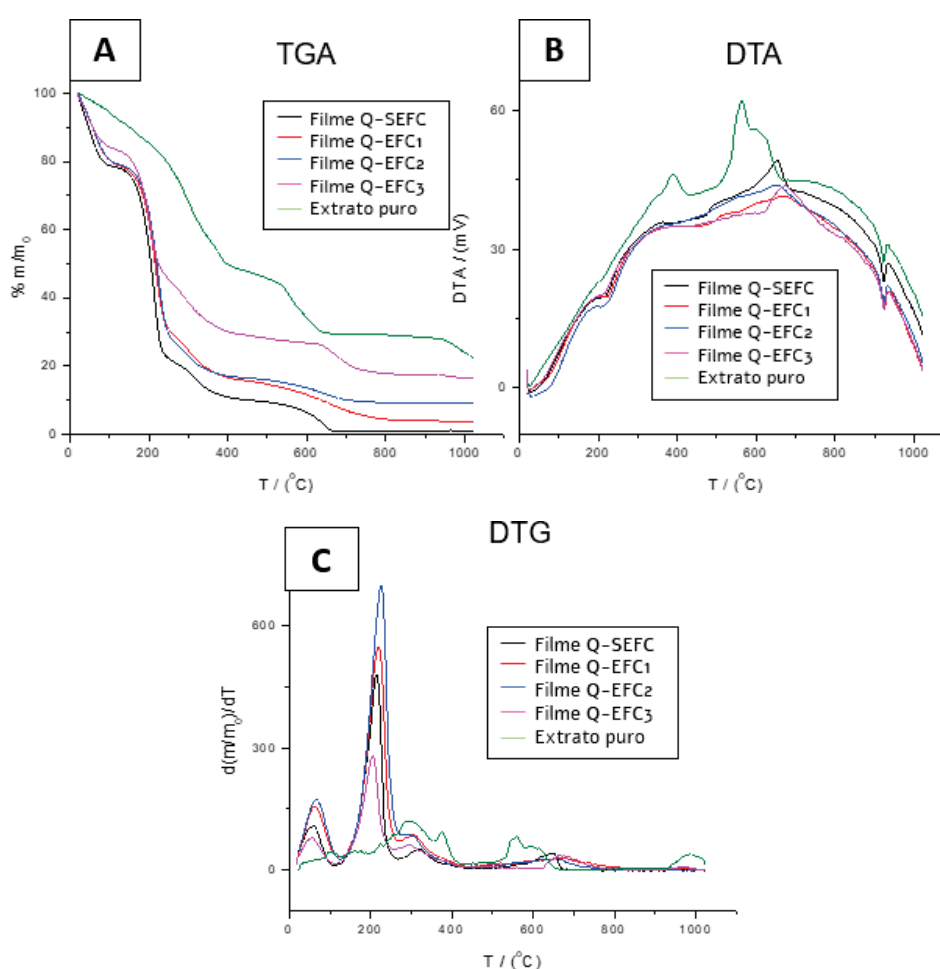 A
TGA
Filme Q-SEFC
Filme Q-EFC1
Filme Q-EFC2
Filme Q-EFC3
Extrato puro
% m/m0
100
80
60
40
20
0
0 200 400 600 800 1000
T / (°C)
B
DTA
DTA / (mV)
60
30
0
Filme Q-SEFC
Filme Q-EFC1
Filme Q-EFC2
Filme Q-EFC3
Extrato puro
0 200 400 600 800 1000
T / (°C)
C
DTG
d(m/m0)/dT
600
300
0
Filme Q-SEFC
Filme Q-EFC1
Filme Q-EFC2
Filme Q-EFC3
Extrato puro
0 200 400 600 800 1000
T / (°C)